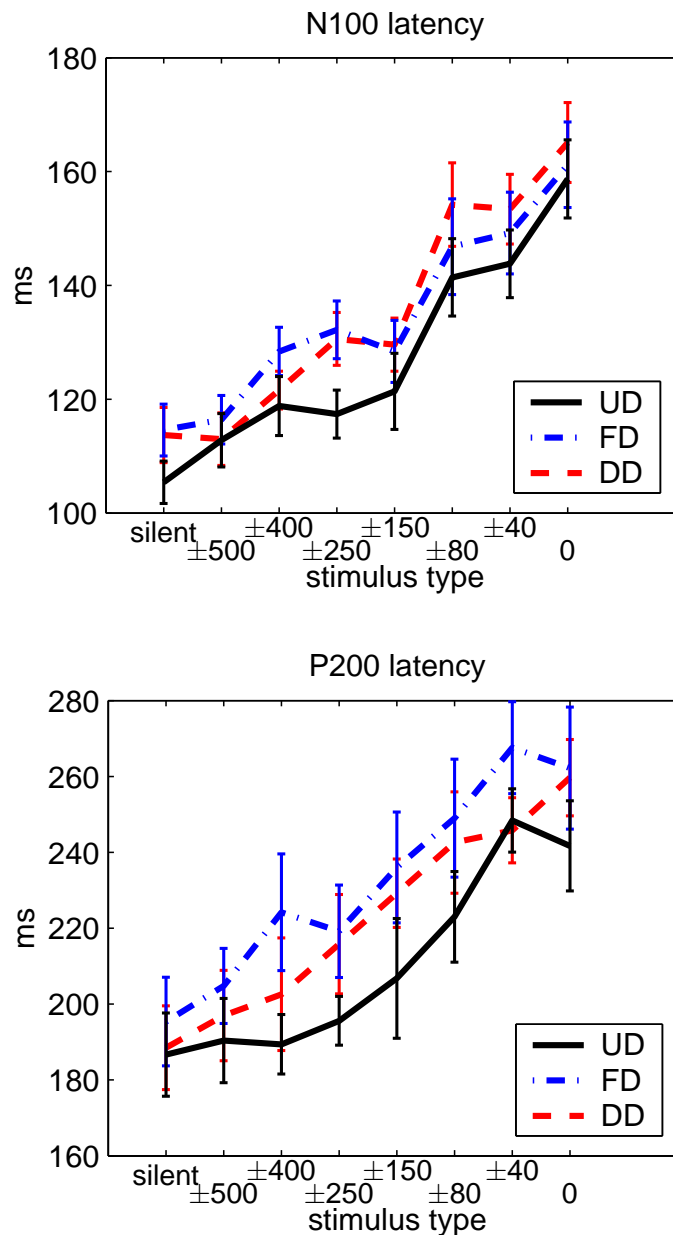 N100 latency
180
160
140
120
100
ms
UD
FD
DD
silent ±400 ±150 ±40
±500 ±250 ±80 0
stimulus type
P200 latency
280
260
240
220
200
180
160
ms
UD
FD
DD
silent ±400 ±150 ±40
±500 ±250 ±80 0
stimulus type